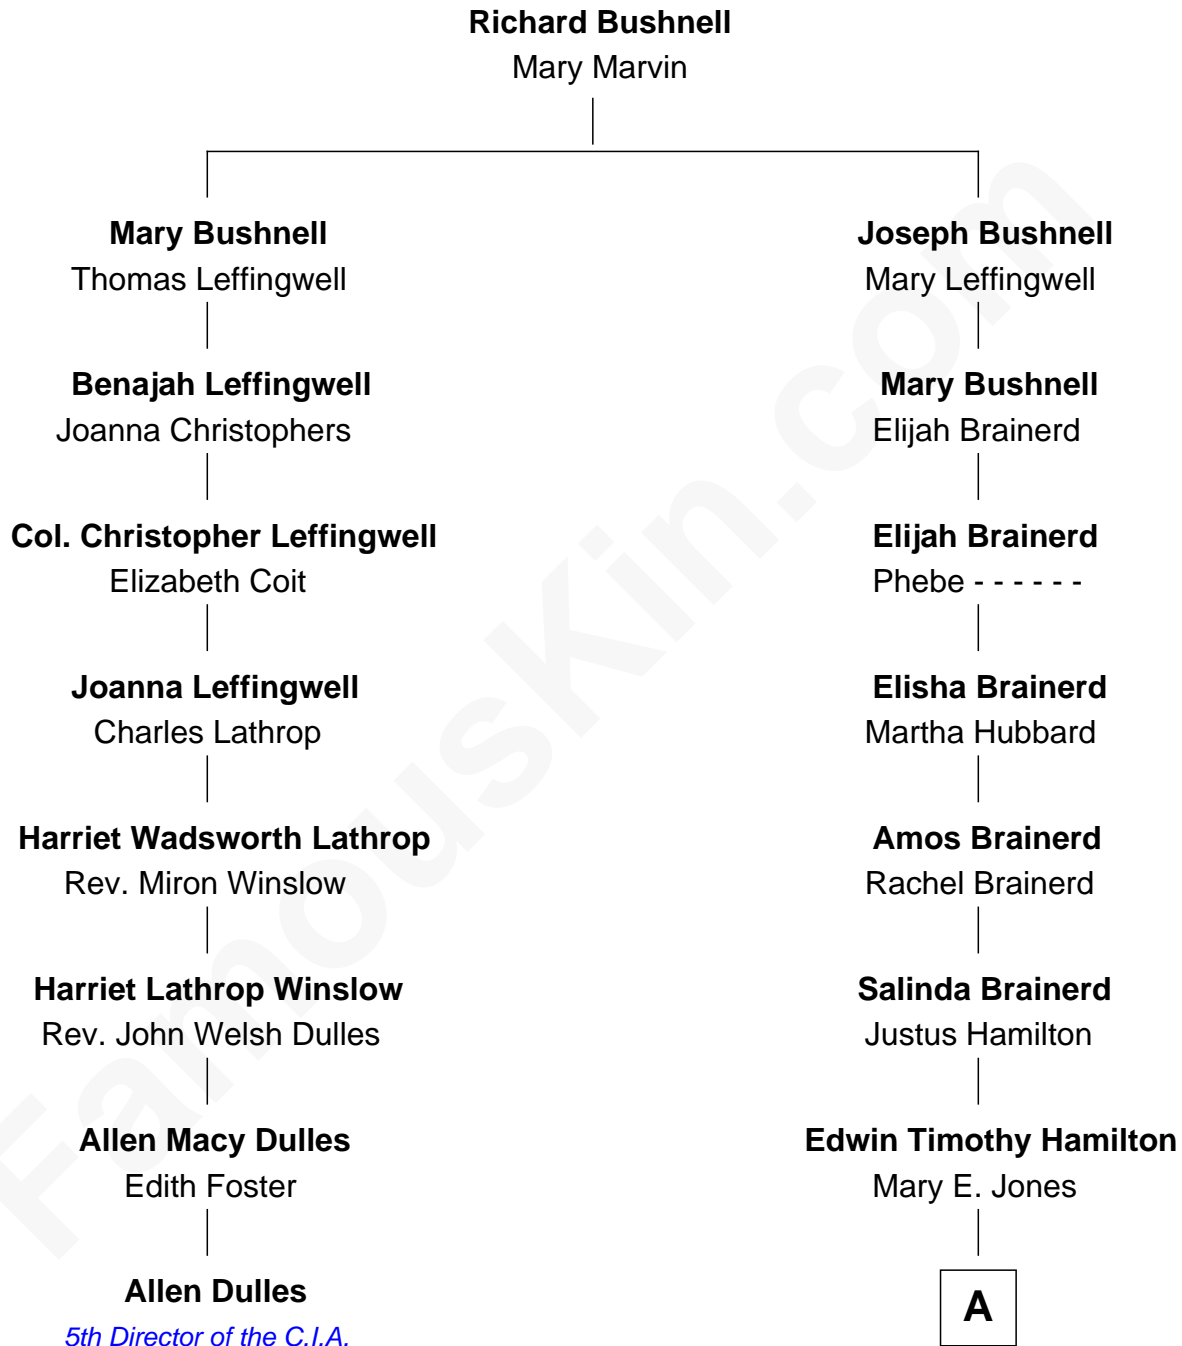 Richard Bushnell
Mary Marvin
Mary Bushnell
Thomas Leffingwell
Benajah Leffingwell
Joanna Christophers
Col. Christopher Leffingwell
Elizabeth Coit
Joanna Leffingwell
Charles Lathrop
Harriet Wadsworth Lathrop
Rev. Miron Winslow
Harriet Lathrop Winslow
Rev. John Welsh Dulles
Allen Macy Dulles
Edith Foster
Allen Dulles
5th Director of the C.I.A.
Joseph Bushnell
Mary Leffingwell
Mary Bushnell
Elijah Brainerd
Elijah Brainerd
Phebe - - - - - -
Elisha Brainerd
Martha Hubbard
Amos Brainerd
Rachel Brainerd
Salinda Brainerd
Justus Hamilton
Edwin Timothy Hamilton
Mary E. Jones
A
FamousKin.com